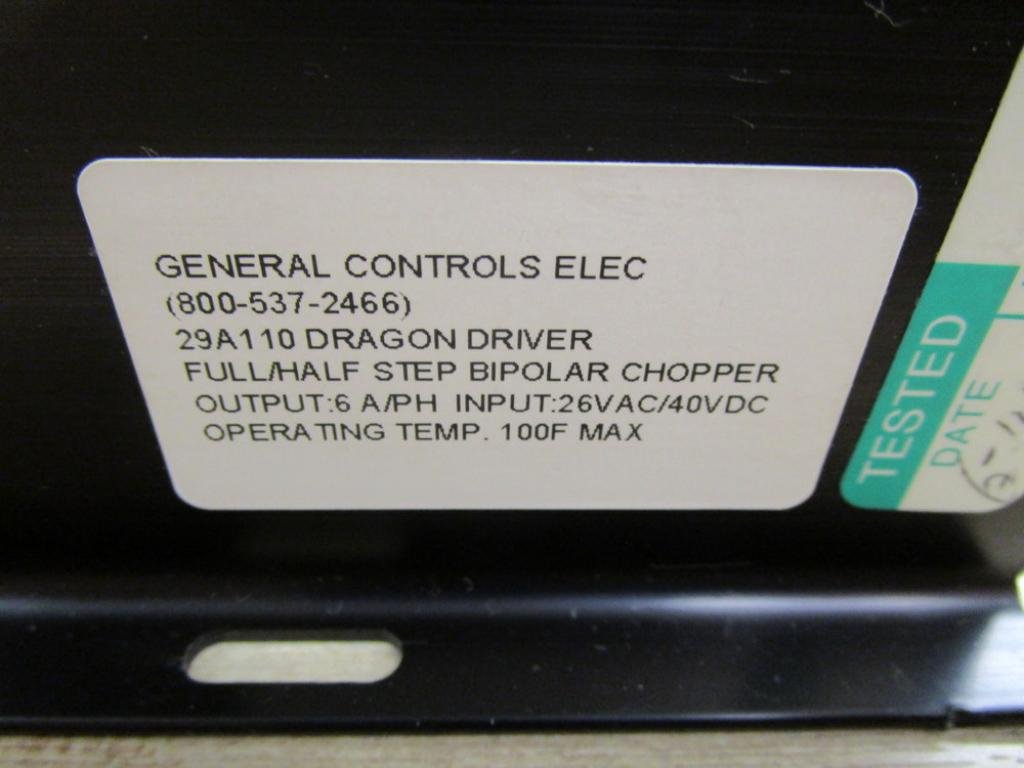 GENERAL CONTROLS ELEC
(800-537-2466)
29A110 DRAGON DRIVER
FULL/HALF STEP BIPOLAR CHOPPER
OUTPUT:6 A/PH INPUT:26VAC/40VDC
OPERATING TEMP. 100F MAX
TESTED
DATE